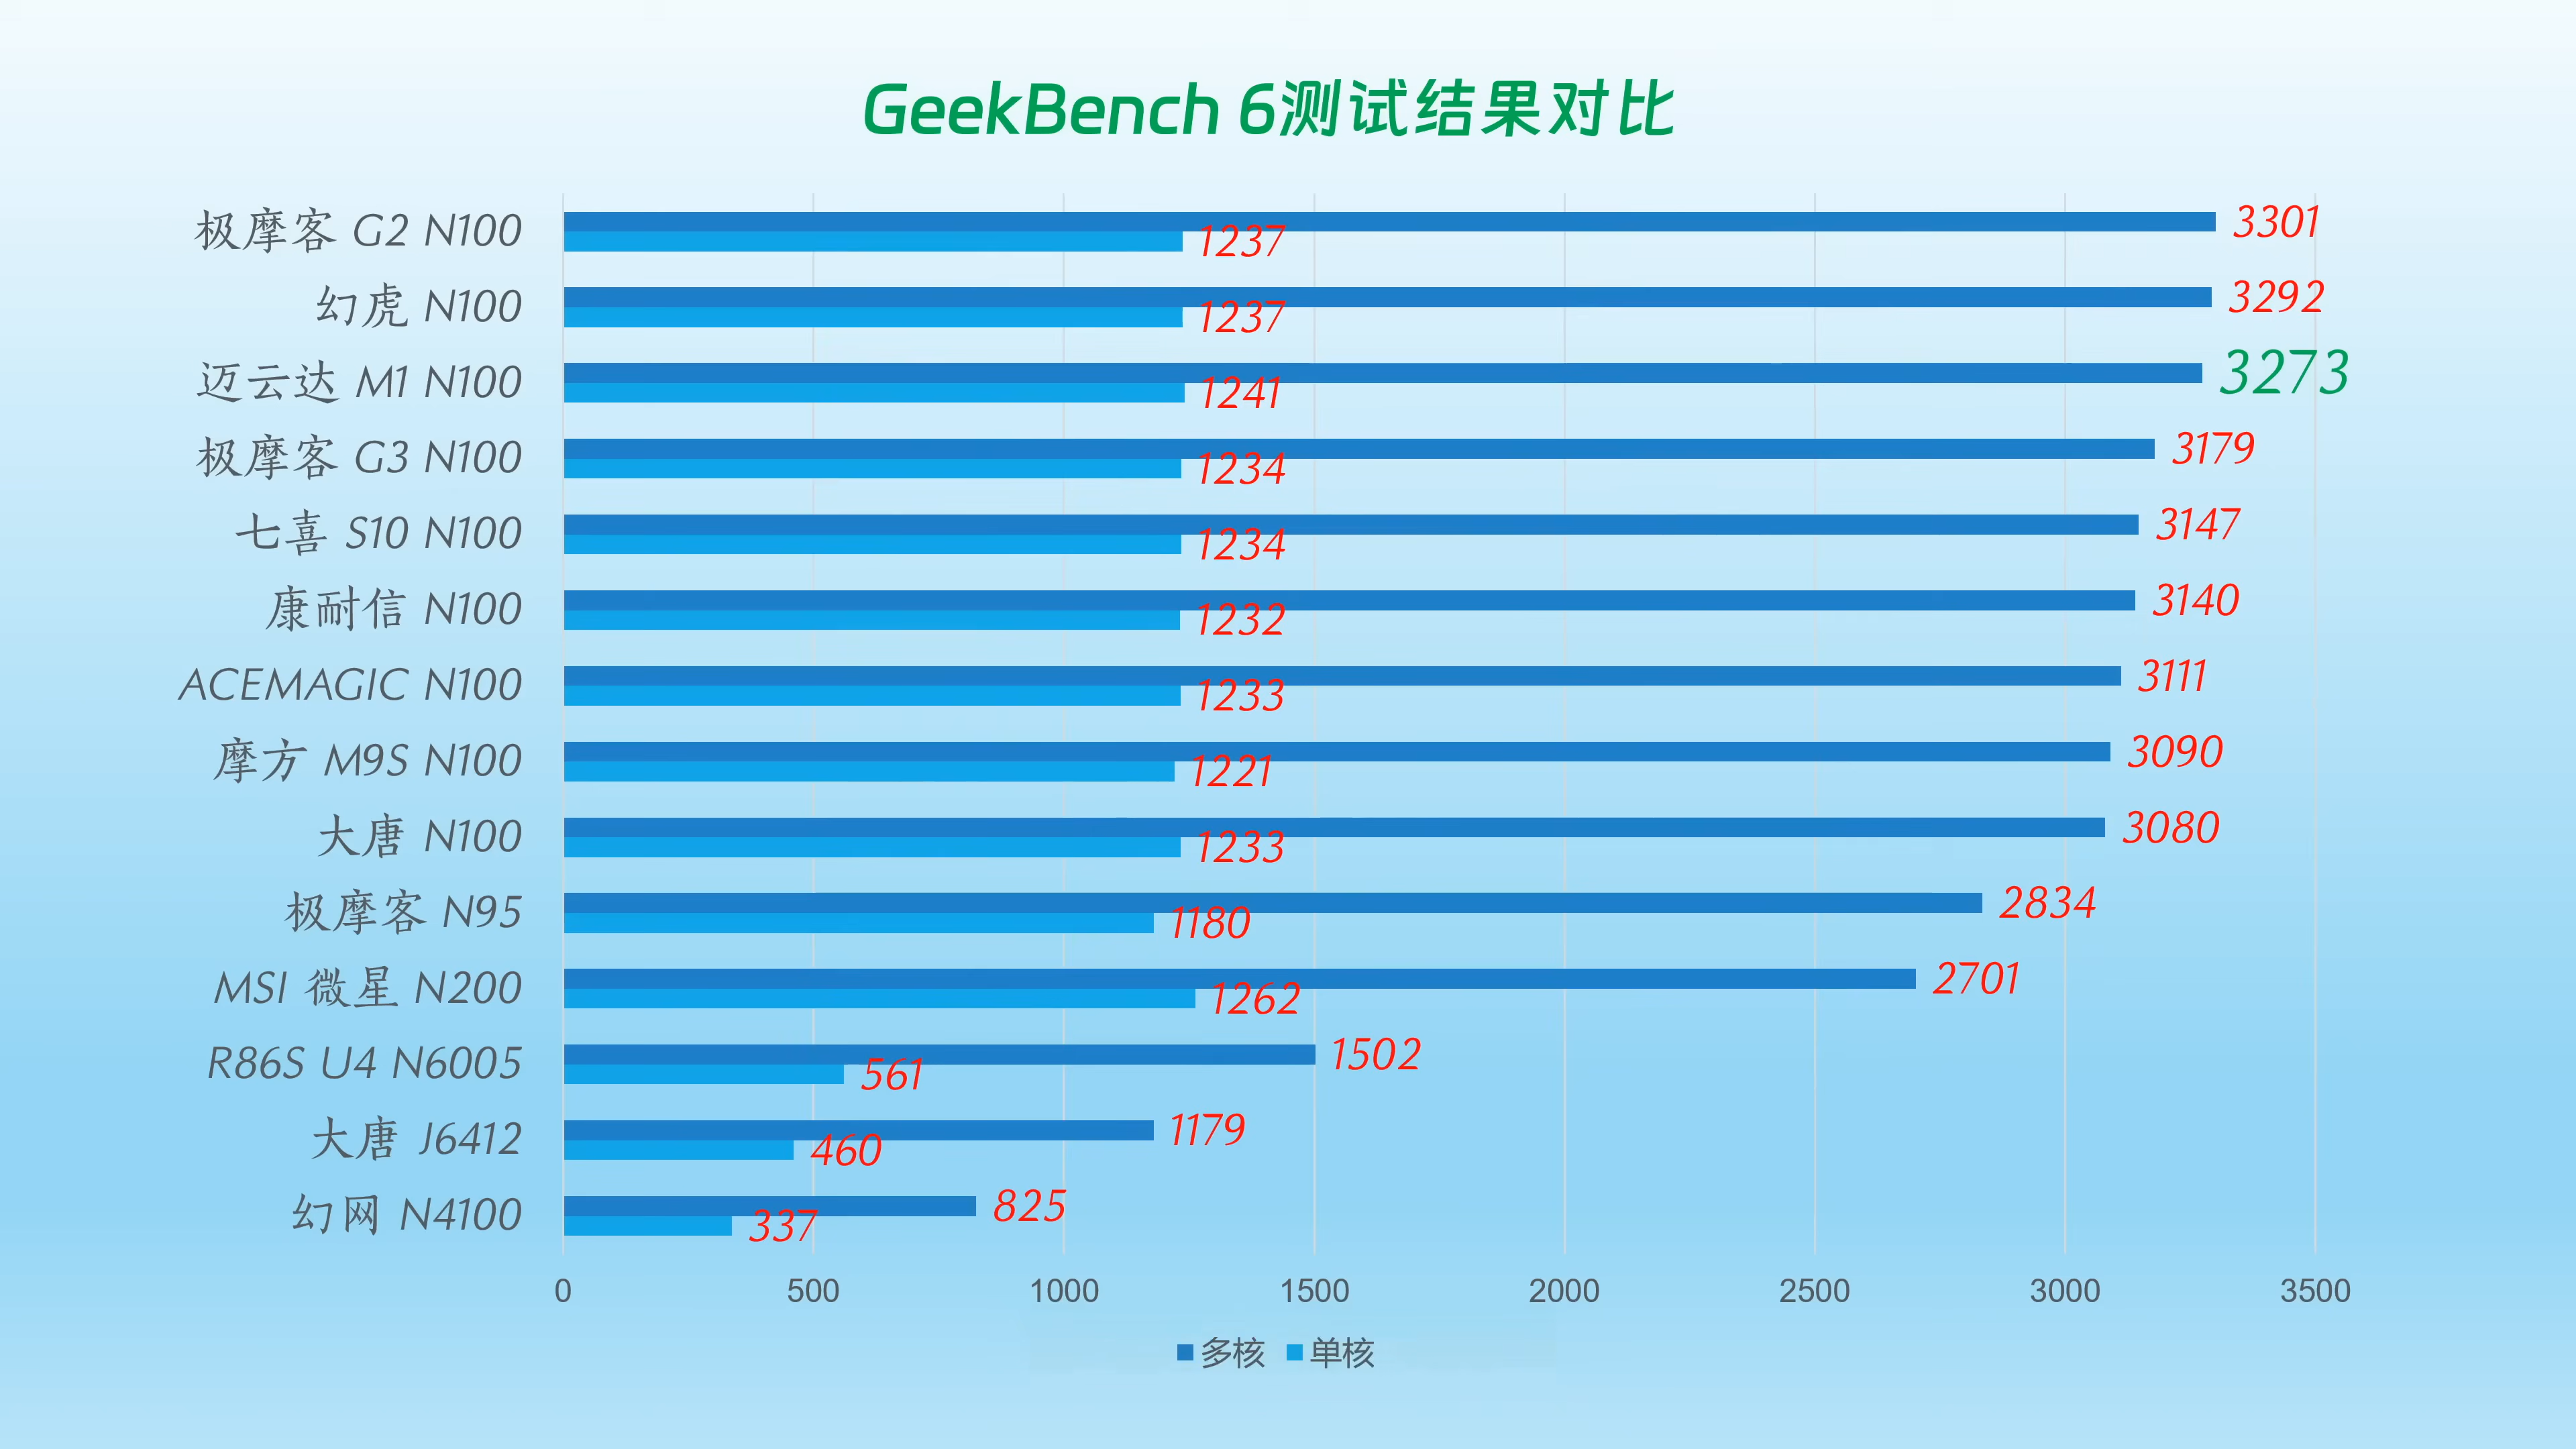 GeekBench 6测试结果对比
极摩客 G2 N100
3301
1237
幻虎 N100
3292
1237
迈云达 M1 N100
3273
1241
极摩客 G3 N100
3179
1234
七喜 S10 N100
3147
1234
康耐信 N100
3140
1232
ACEMAGIC N100
3111
1233
摩方 M9S N100
3090
1221
大唐 N100
3080
1233
极摩客 N95
2834
1180
MSI 微星 N200
2701
1262
R86S U4 N6005
1502
561
大唐 J6412
1179
460
幻网 N4100
825
337
0 500 1000 1500 2000 2500 3000 3500
多核 单核